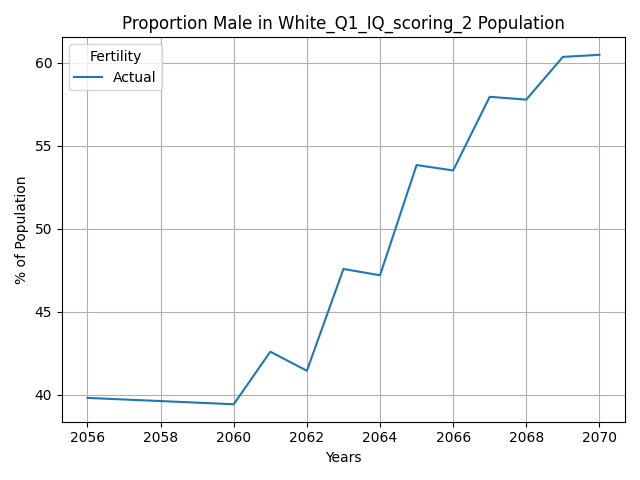 Proportion Male in White_Q1_IQ_scoring_2 Population
Fertility
Actual
% of Population
60
55
50
45
40
2056 2058 2060 2062 2064 2066 2068 2070
Years